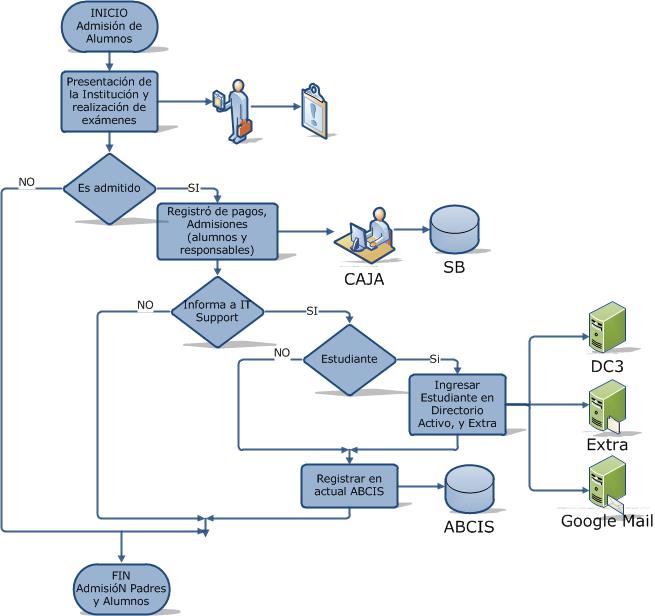 INICIO
Admisión de
Alumnos
Presentación de
la Institución y
realización de
exámenes
NO
Es admitido
SI
Registró de pagos,
Admisiones
(alumnos y
responsables)
CAJA
SB
NO
Informa a IT
Support
SI
NO
Estudiante
Si
Ingresar
Estudiante en
Directorio
Activo, y Extra
DC3
Extra
Google Mail
Registrar en
actual ABCIS
ABCIS
FIN
AdmisióN Padres
y Alumnos